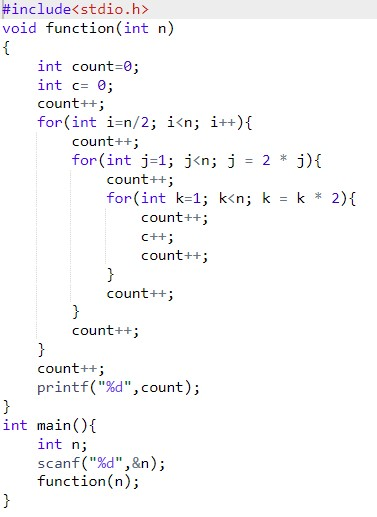 #include<stdio.h>
void function(int n)
{
    int count=0;
    int c= 0;
    count++;
    for(int i=n/2; i<n; i++){
        count++;
        for(int j=1; j<n; j = 2 * j){
            count++;
            for(int k=1; k<n; k = k * 2){
                count++;
                c++;
                count++;
            }
            count++;
        }
        count++;
    }
    count++;
    printf("%d",count);
}
int main(){
    int n;
    scanf("%d",&n);
    function(n);
}